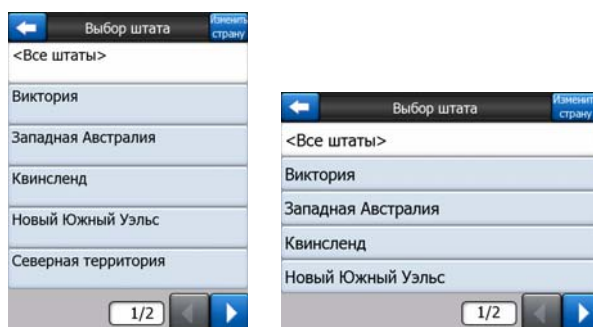 Выбор штата
Изменить
страну
<Все штаты>
Виктория
Западная Австралия
Квинсленд
Новый Южный Уэльс
Северная территория
1/2
Выбор штата
Изменит
страну
<Все штаты>
Виктория
Западная Австралия
Квинсленд
Новый Южный Уэльс
1/2